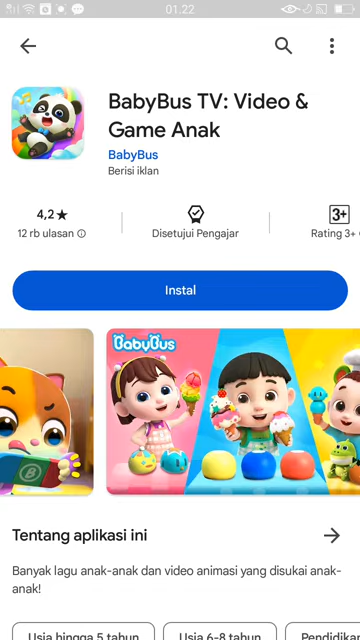 01.22
BabyBus TV: Video &
Game Anak
BabyBus
Berisi iklan
4,2★
12 rb ulasan
Disetujui Pengajar
3+
Rating 3+
Instal
BabyBus
B
Tentang aplikasi ini
Banyak lagu anak-anak dan video animasi yang disukai anak-
anak!
Usia hingga 5 tahun
Usia 6-8 tahun
Pendidikan